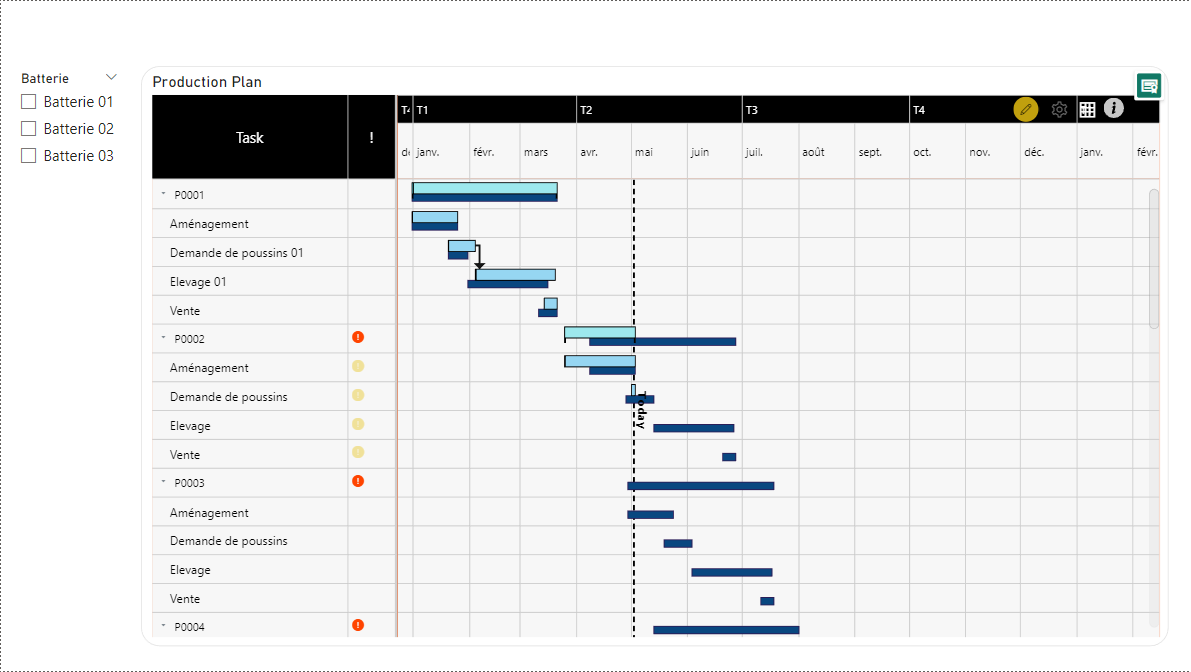 Production Plan
Batterie
Batterie 01
Batterie 02
Batterie 03
Task !
T4 T1 T2 T3 T4
janv. févr. mars avr. mai juin juil. août sept. oct. nov. déc. janv. févr.
P0001
Aménagement
Demande de poussins 01
Elevage 01
Vente
P0002 !
Aménagement !
Demande de poussins !
Today
Elevage !
Vente !
P0003 !
Aménagement
Demande de poussins
Elevage
Vente
P0004 !